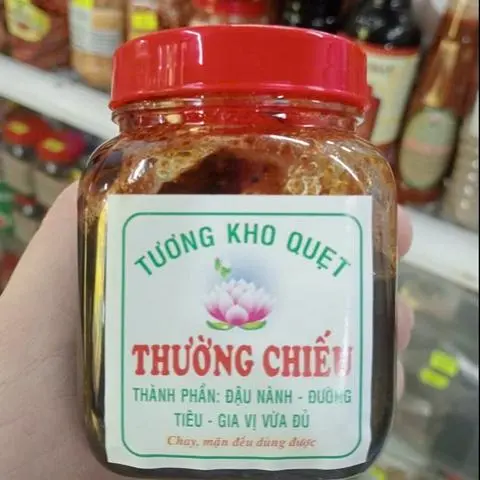 TƯƠNG KHO QUẸT
THƯỜNG CHIẾU
THÀNH PHẦN: ĐẬU NÀNH - ĐƯỜNG
TIÊU - GIA VỊ VỪA ĐỦ
Chay, mặn đều dùng được